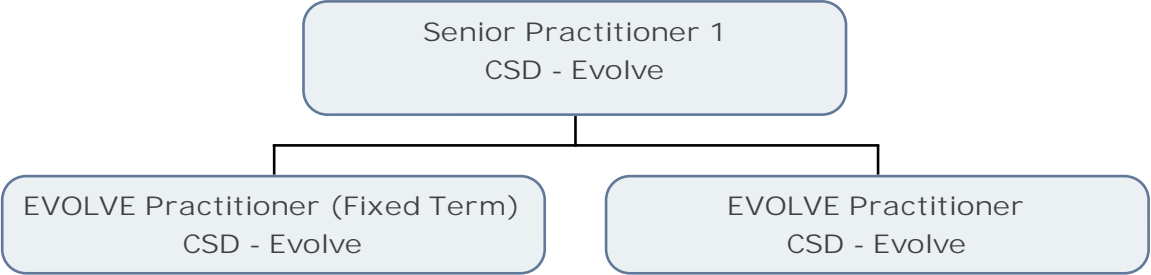 Senior Practitioner 1
CSD - Evolve
EVOLVE Practitioner (Fixed Term)
CSD - Evolve
EVOLVE Practitioner
CSD - Evolve